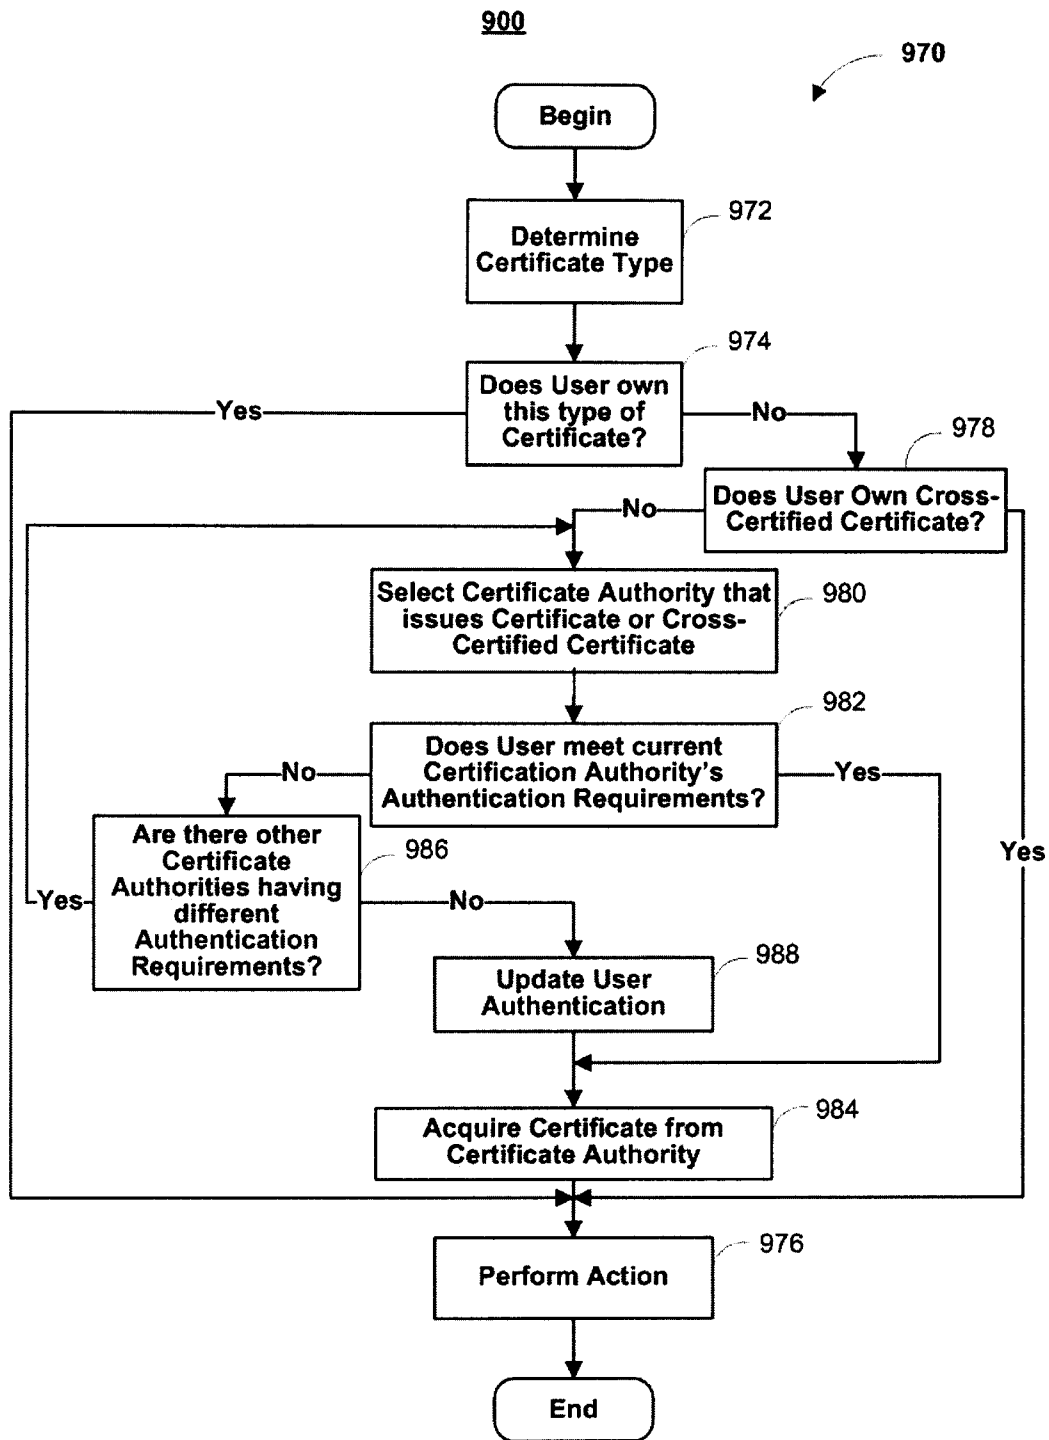 900
970
Begin
972
Determine
Certificate Type
974
Does User own
this type of
Certificate?
Yes
No
978
Does User Own Cross-
Certified Certificate?
No
980
Select Certificate Authority that
issues Certificate or Cross-
Certified Certificate
982
Does User meet current
Certification Authority's
Authentication Requirements?
No
Yes
Are there other
Certificate
Authorities having
different
Authentication
Requirements?
986
Yes
Yes
No
988
Update User
Authentication
984
Acquire Certificate from
Certificate Authority
976
Perform Action
End